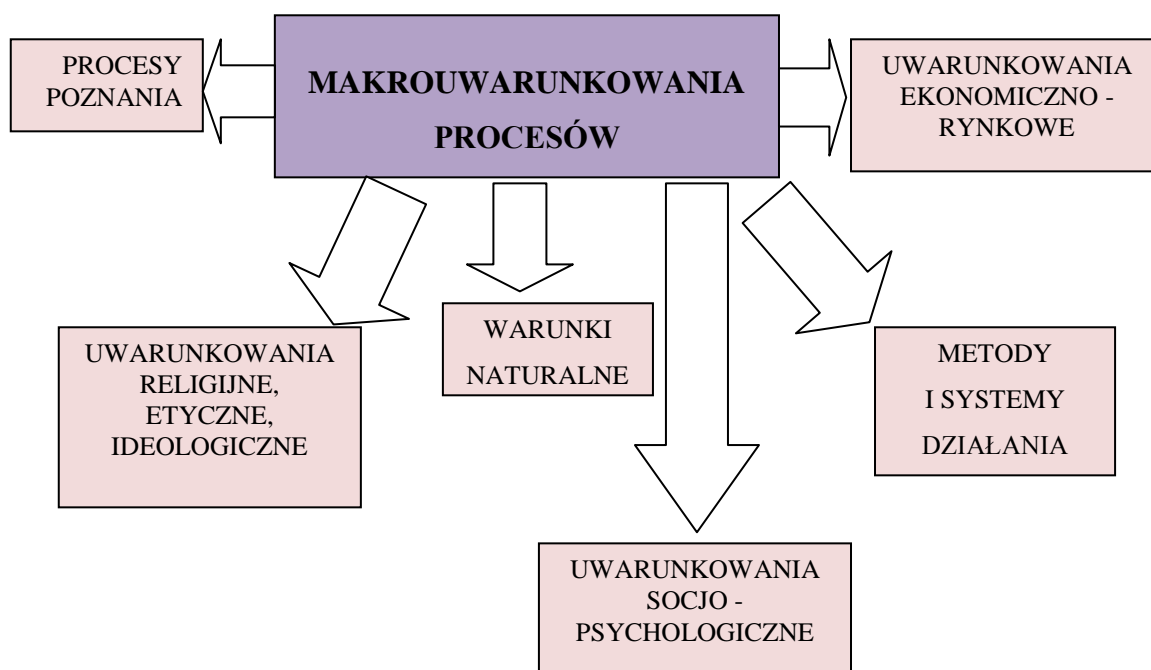 PROCESY
POZNANIA
MAKROUWARUNKOWANIA
PROCESÓW
UWARUNKOWANIA
EKONOMICZNO -
RYNKOWE
UWARUNKOWANIA
RELIGIJNE,
ETYCZNE,
IDEOLOGICZNE
WARUNKI
NATURALNE
METODY
I SYSTEMY
DZIAŁANIA
UWARUNKOWANIA
SOCJO -
PSYCHOLOGICZNE